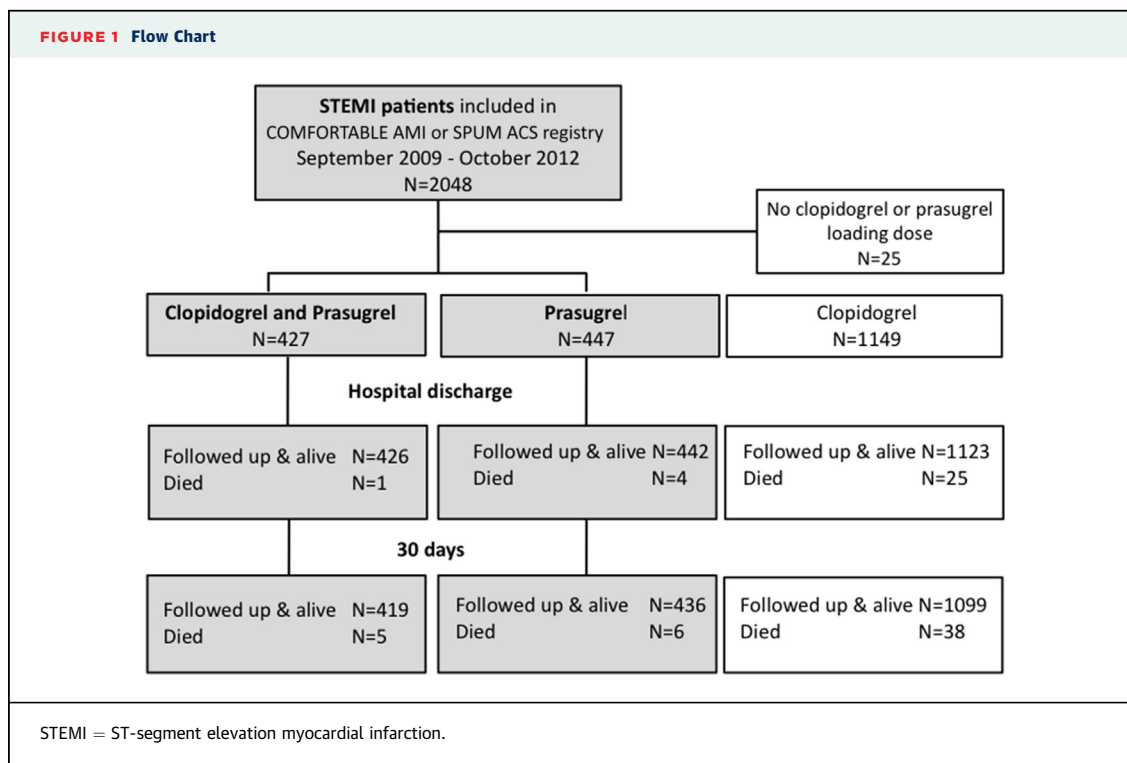 FIGURE 1 Flow Chart
STEMI patients included in
COMFORTABLE AMI or SPUM ACS registry
September 2009 - October 2012
N=2048
No clopidogrel or prasugrel
loading dose
N=25
Clopidogrel and Prasugrel
N=427
Prasugrel
N=447
Clopidogrel
N=1149
Hospital discharge
Followed up & alive N=426
Died N=1
Followed up & alive N=442
Died N=4
Followed up & alive N=1123
Died N=25
30 days
Followed up & alive N=419
Died N=5
Followed up & alive N=436
Died N=6
Followed up & alive N=1099
Died N=38
STEMI = ST-segment elevation myocardial infarction.